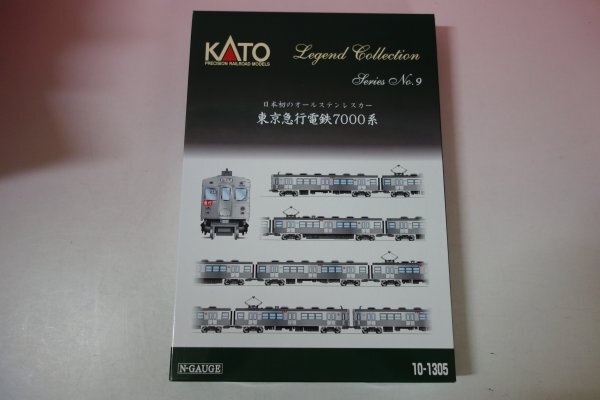 KATO
PRECISION RAILROAD MODELS
Legend Collection
Series No.9
日本初のオールステンレスカー
東京急行電鉄7000系
N-GAUGE
10-1305